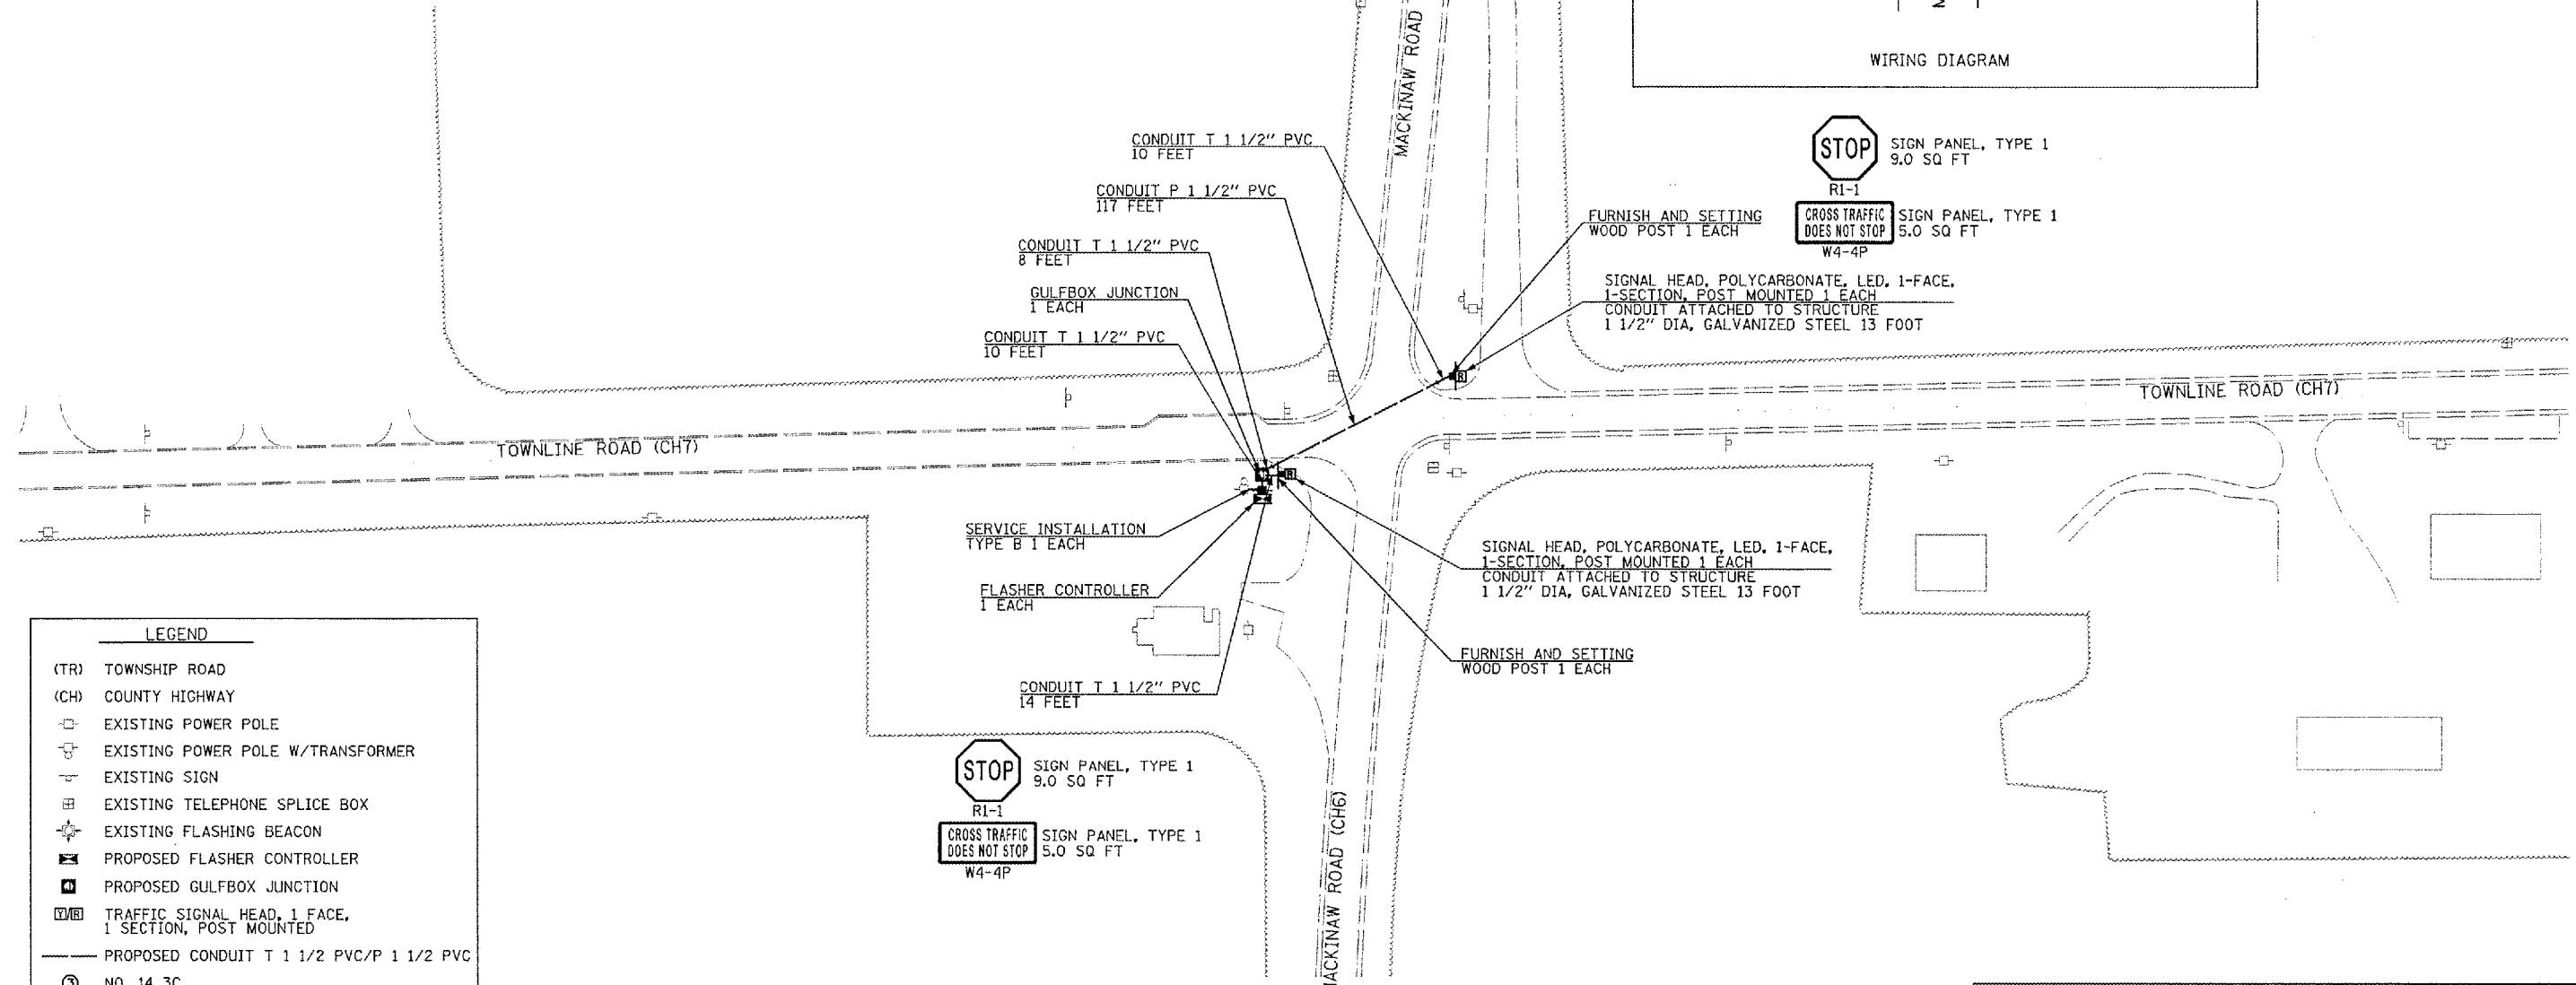 WIRING DIAGRAM
MACKINAW ROAD
CONDUIT T 1 1/2" PVC
10 FEET
CONDUIT P 1 1/2" PVC
117 FEET
CONDUIT T 1 1/2" PVC
8 FEET
GULFBOX JUNCTION
1 EACH
CONDUIT T 1 1/2" PVC
10 FEET
STOP
SIGN PANEL, TYPE 1
9.0 SQ FT
R1-1
CROSS TRAFFIC
DOES NOT STOP
SIGN PANEL, TYPE 1
5.0 SQ FT
W4-4P
FURNISH AND SETTING
WOOD POST 1 EACH
SIGNAL HEAD, POLYCARBONATE, LED, 1-FACE,
1-SECTION, POST MOUNTED 1 EACH
CONDUIT ATTACHED TO STRUCTURE
1 1/2" DIA, GALVANIZED STEEL 13 FOOT
R
TOWNLINE ROAD (CH7)
TOWNLINE ROAD (CH7)
R
SERVICE INSTALLATION
TYPE B 1 EACH
FLASHER CONTROLLER
1 EACH
CONDUIT T 1 1/2" PVC
14 FEET
SIGNAL HEAD, POLYCARBONATE, LED, 1-FACE,
1-SECTION, POST MOUNTED 1 EACH
CONDUIT ATTACHED TO STRUCTURE
1 1/2" DIA, GALVANIZED STEEL 13 FOOT
FURNISH AND SETTING
WOOD POST 1 EACH
STOP
SIGN PANEL, TYPE 1
9.0 SQ FT
R1-1
CROSS TRAFFIC
DOES NOT STOP
SIGN PANEL, TYPE 1
5.0 SQ FT
W4-4P
MACKINAW ROAD (CH6)
LEGEND
(TR) TOWNSHIP ROAD
(CH) COUNTY HIGHWAY
EXISTING POWER POLE
EXISTING POWER POLE W/TRANSFORMER
EXISTING SIGN
EXISTING TELEPHONE SPLICE BOX
EXISTING FLASHING BEACON
PROPOSED FLASHER CONTROLLER
PROPOSED GULFBOX JUNCTION
Y/R TRAFFIC SIGNAL HEAD, 1 FACE,
1 SECTION, POST MOUNTED
PROPOSED CONDUIT T 1 1/2 PVC/P 1 1/2 PVC
3 NO. 14 3C